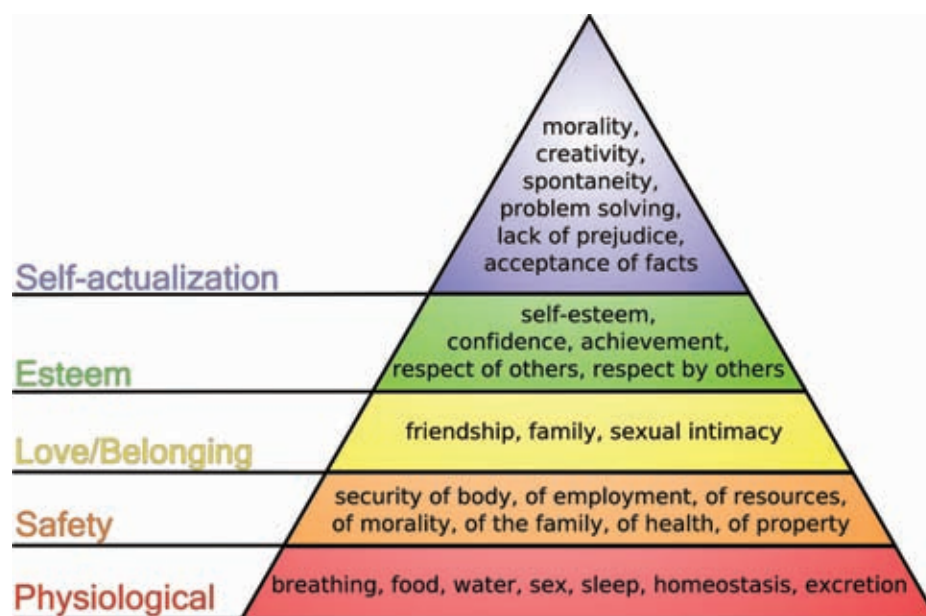 morality,
creativity,
spontaneity,
problem solving,
lack of prejudice,
acceptance of facts
Self-actualization
self-esteem,
confidence, achievement,
respect of others, respect by others
Esteem
friendship, family, sexual intimacy
Love/Belonging
security of body, of employment, of resources,
of morality, of the family, of health, of property
Safety
breathing, food, water, sex, sleep, homeostasis, excretion
Physiological